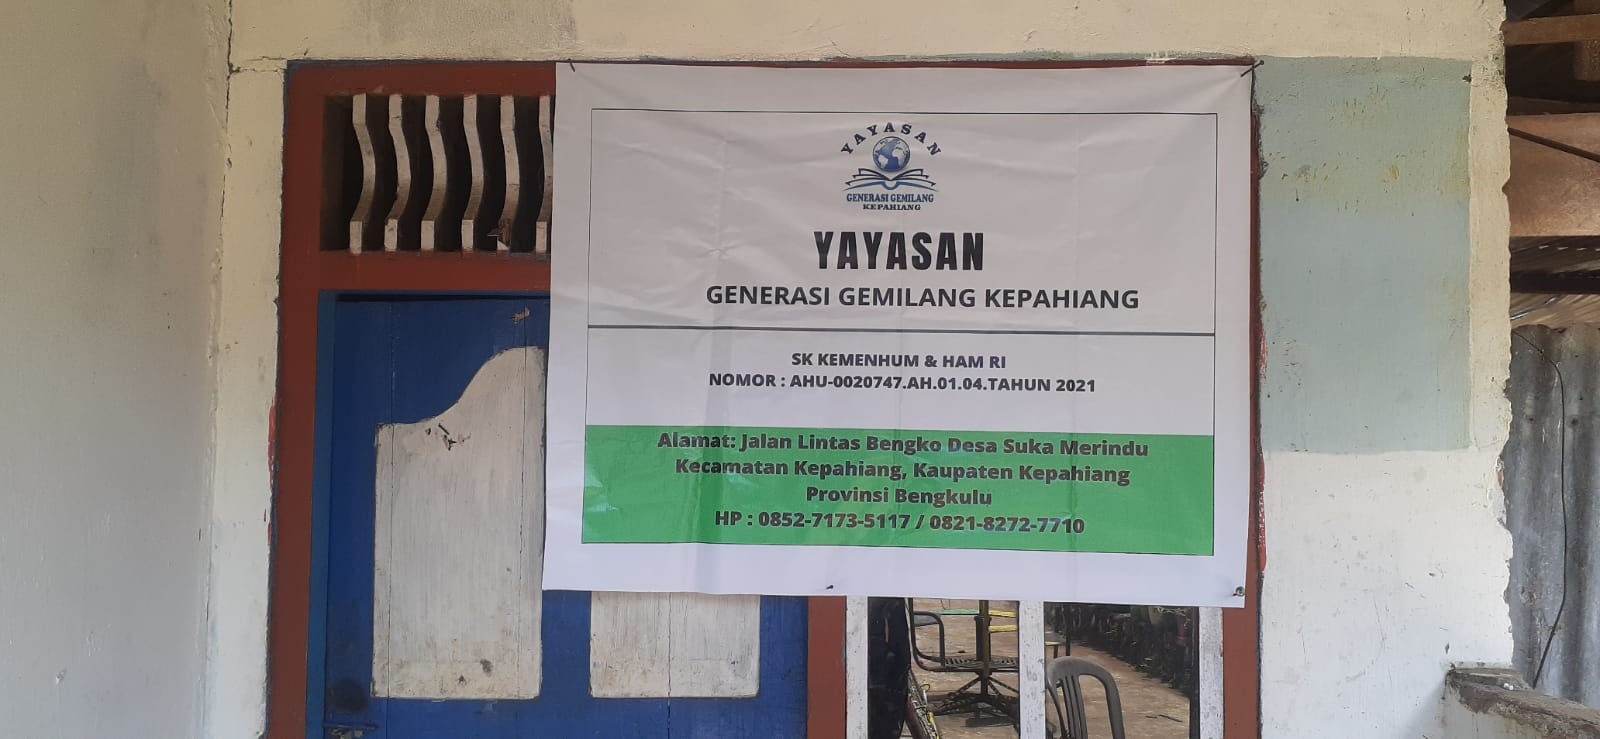 YAYASAN
GENERASI GEMILANG
KEPAHIANG
YAYASAN
GENERASI GEMILANG KEPAHIANG
SK KEMENHUM & HAM RI
NOMOR : AHU-0020747.AH.01.04.TAHUN 2021
Alamat: Jalan Lintas Bengko Desa Suka Merindu
Kecamatan Kepahiang, Kaupaten Kepahiang
Provinsi Bengkulu
HP : 0852-7173-5117 / 0821-8272-7710